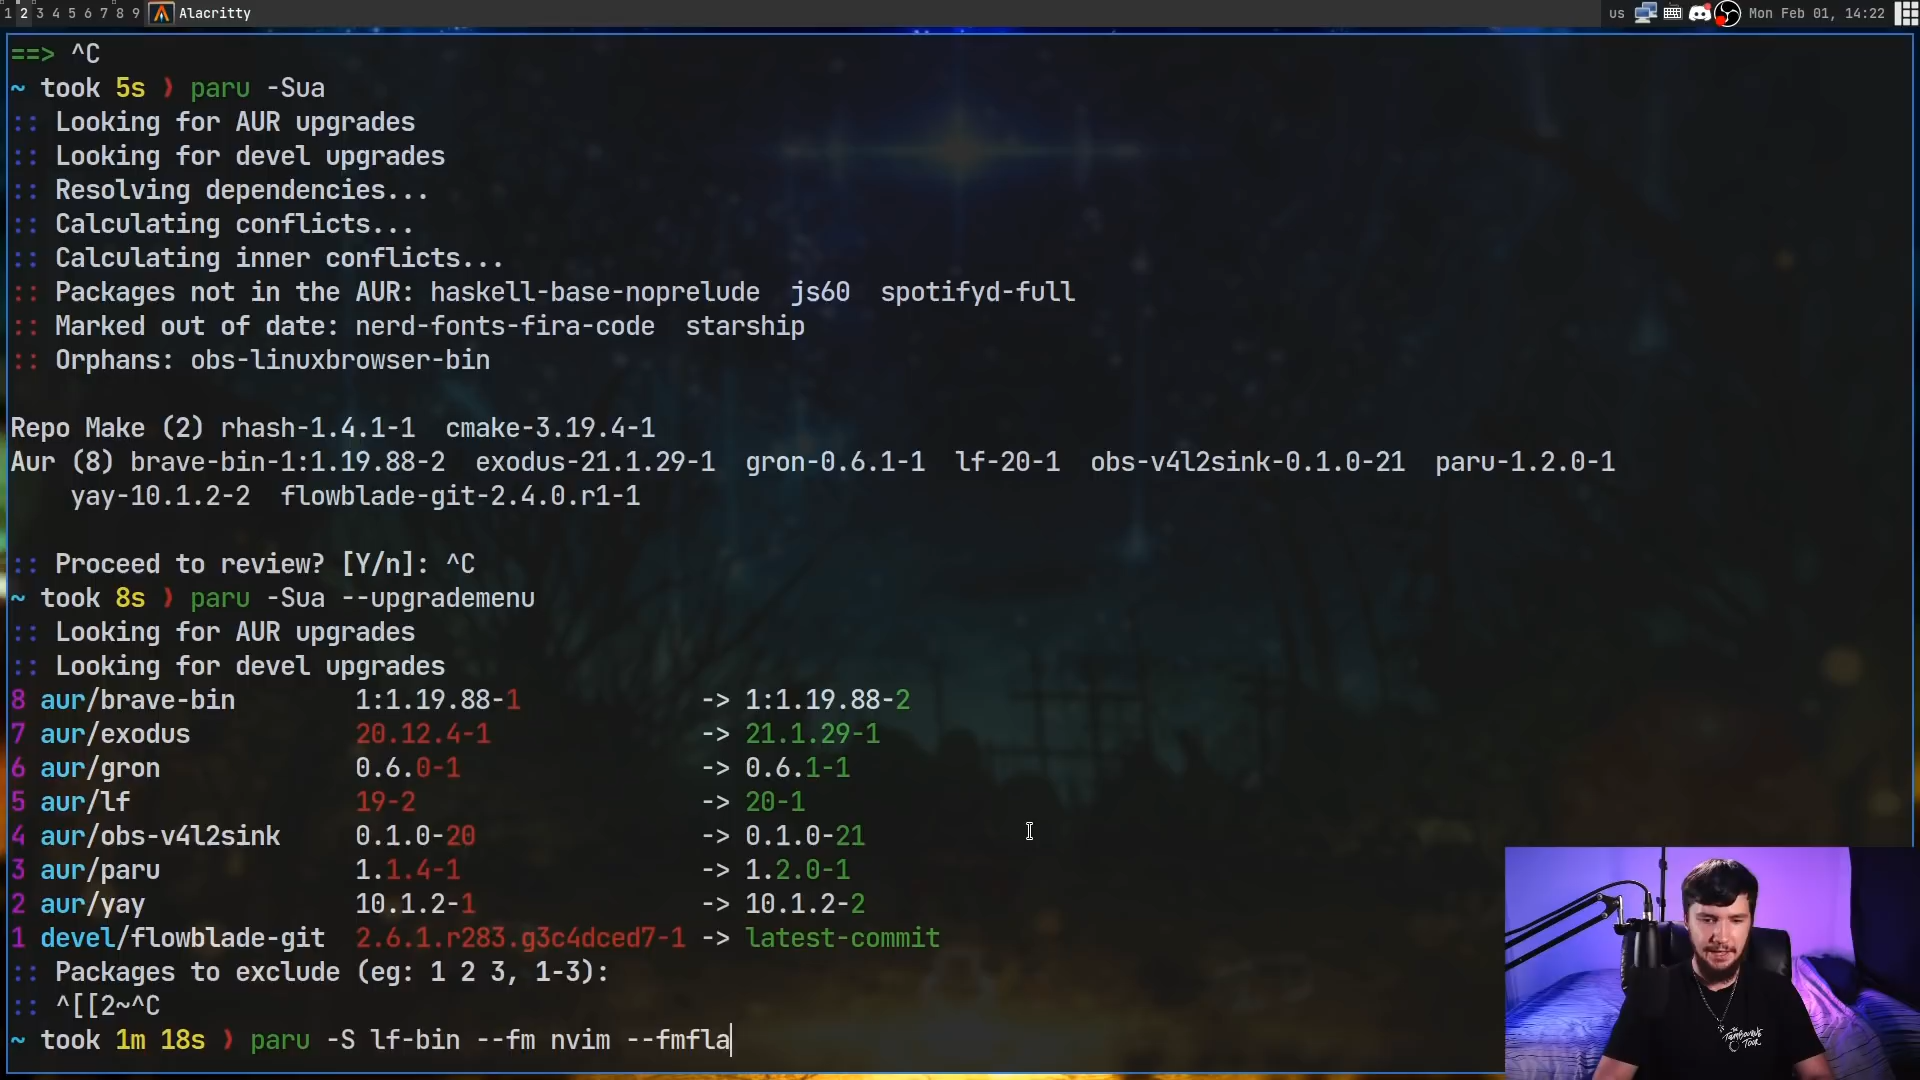 1 2 3 4 5 6 7 8 9 Alacritty us Mon Feb 01, 14:22
==> ^C
~ took 5s ❯ paru -Sua
:: Looking for AUR upgrades
:: Looking for devel upgrades
:: Resolving dependencies...
:: Calculating conflicts...
:: Calculating inner conflicts...
:: Packages not in the AUR: haskell-base-noprelude  js60  spotifyd-full
:: Marked out of date: nerd-fonts-fira-code  starship
:: Orphans: obs-linuxbrowser-bin
Repo Make (2) rhash-1.4.1-1  cmake-3.19.4-1
Aur (8) brave-bin-1:1.19.88-2  exodus-21.1.29-1  gron-0.6.1-1  lf-20-1  obs-v4l2sink-0.1.0-21  paru-1.2.0-1
yay-10.1.2-2  flowblade-git-2.4.0.r1-1
:: Proceed to review? [Y/n]: ^C
~ took 8s ❯ paru -Sua --upgrademenu
:: Looking for AUR upgrades
:: Looking for devel upgrades
8 aur/brave-bin 1:1.19.88-1 -> 1:1.19.88-2
7 aur/exodus 20.12.4-1 -> 21.1.29-1
6 aur/gron 0.6.0-1 -> 0.6.1-1
5 aur/lf 19-2 -> 20-1
4 aur/obs-v4l2sink 0.1.0-20 -> 0.1.0-21
3 aur/paru 1.1.4-1 -> 1.2.0-1
2 aur/yay 10.1.2-1 -> 10.1.2-2
1 devel/flowblade-git 2.6.1.r283.g3c4dced7-1 -> latest-commit
:: Packages to exclude (eg: 1 2 3, 1-3):
:: ^[[2~^C
~ took 1m 18s ❯ paru -S lf-bin --fm nvim --fmfla